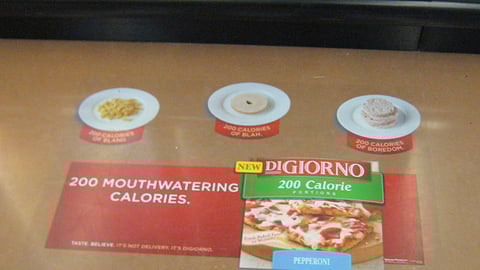 200 CALORIES
OF BLAND.
200 CALORIES
OF BLAH.
200 CALORIES
OF BOREDOM.
200 MOUTHWATERING
CALORIES.
TASTE. BELIEVE. IT'S NOT DELIVERY, IT'S DIGIORNO.
NEW
DIGIORNO
200 Calorie
PORTIONS
PEPPERONI